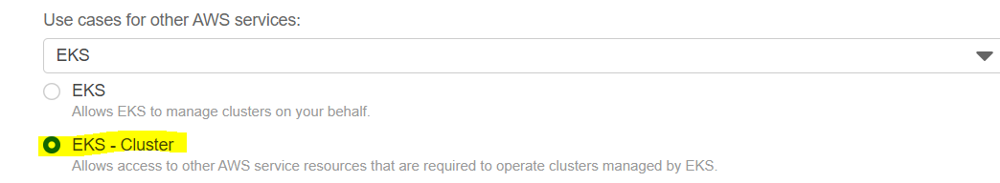 Use cases for other AWS services:
EKS
EKS
Allows EKS to manage clusters on your behalf.
EKS - Cluster
Allows access to other AWS service resources that are required to operate clusters managed by EKS.